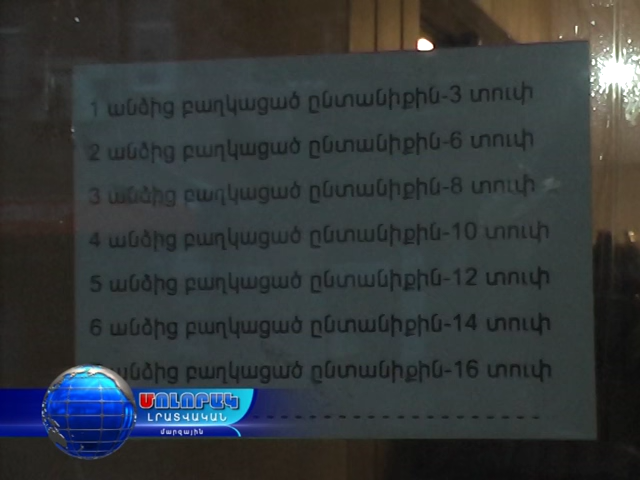 1 անձից բաղկացած ընտանիքին-3 տուփ
2 անձից բաղկացած ընտանիքին-6 տուփ
3 անձից բաղկացած ընտանիքին-8 տուփ
4 անձից բաղկացած ընտանիքին-10 տուփ
5 անձից բաղկացած ընտանիքին-12 տուփ
6 անձից բաղկացած ընտանիքին-14 տուփ
անձից բաղկացած ընտանիքին-16 տուփ
ՄՈԼՈՐԱԿ
ԼՐԱՏՎԱԿԱՆ
մարզային